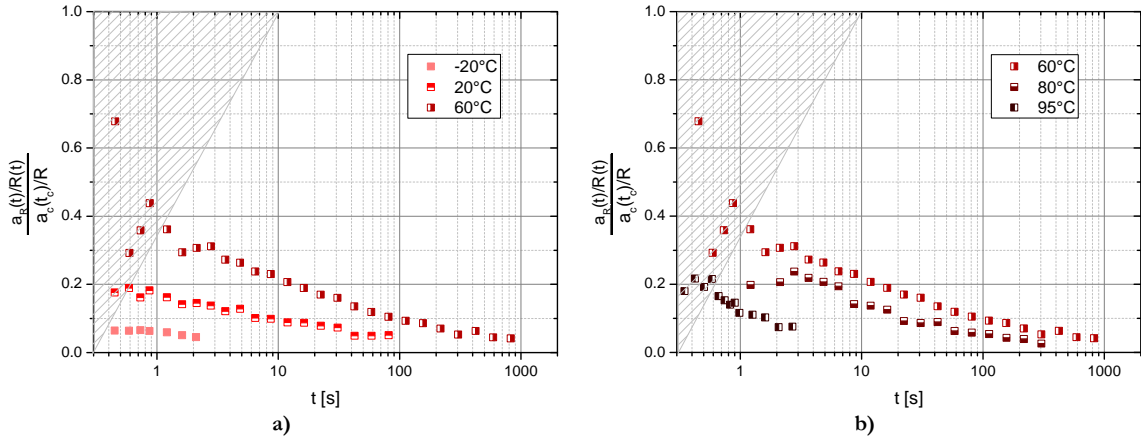 1.0
0.8
0.6
0.4
0.2
0.0
a_R(t)/R(t)
a_c(t_c)/R
-20°C
20°C
60°C
1 10 100 1000
t [s]
a)
1.0
0.8
0.6
0.4
0.2
0.0
a_R(t)/R(t)
a_c(t_c)/R
60°C
80°C
95°C
1 10 100 1000
t [s]
b)